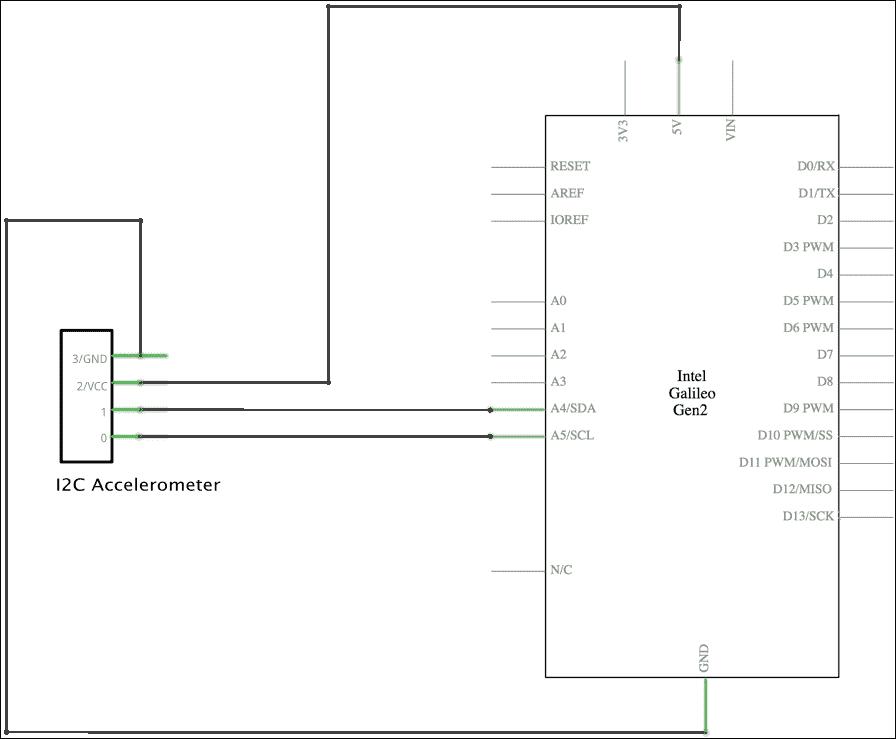 3V3
5V
VIN
RESET
AREF
IOREF
A0
A1
A2
A3
A4/SDA
A5/SCL
N/C
D0/RX
D1/TX
D2
D3 PWM
D4
D5 PWM
D6 PWM
D7
D8
D9 PWM
D10 PWM/SS
D11 PWM/MOSI
D12/MISO
D13/SCK
Intel
Galileo
Gen2
GND
3/GND
2/VCC
1
0
I2C Accelerometer